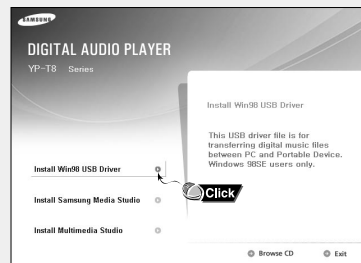 SAMSUNG
DIGITAL AUDIO PLAYER
YP-T8 Series
Install Win98 USB Driver
This USB driver file is for
transferring digital music files
between PC and Portable Device.
Windows 98SE users only.
Install Win98 USB Driver
Click
Install Samsung Media Studio
Install Multimedia Studio
Browse CD
Exit